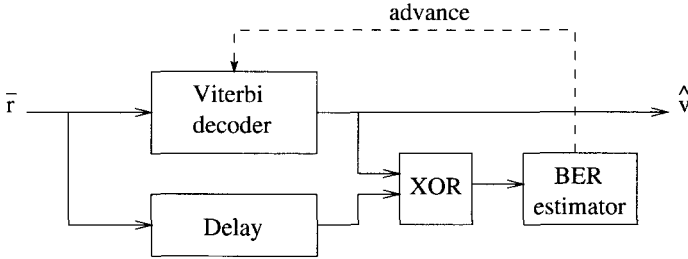 advance
r̄
Viterbi
decoder
v̂
XOR
BER
estimator
Delay